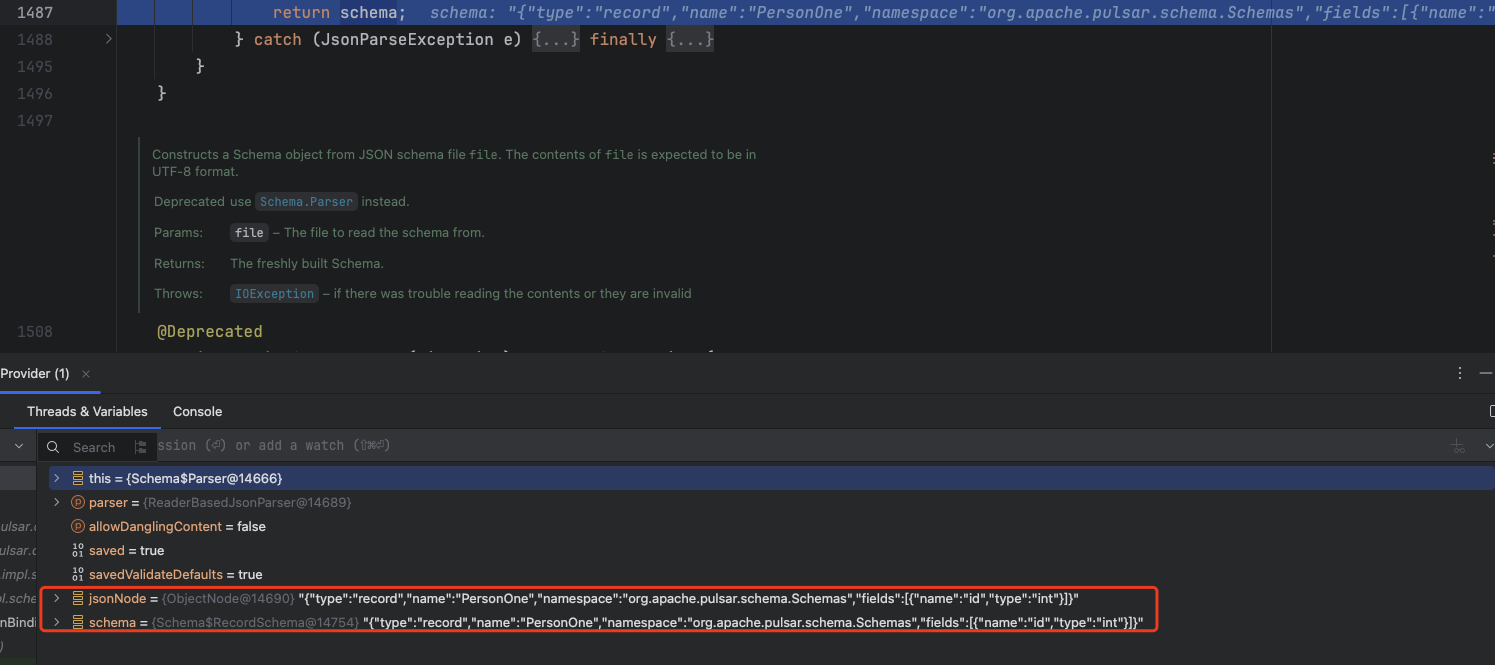 1487 return schema; schema: "{"type":"record","name":"PersonOne","namespace":"org.apache.pulsar.schema.Schemas","fields":[{"name":"
1488 } catch (JsonParseException e) {...} finally {...}
1495 }
1496 }
1497
Constructs a Schema object from JSON schema file file. The contents of file is expected to be in
UTF-8 format.
Deprecated use Schema.Parser instead.
Params: file – The file to read the schema from.
Returns: The freshly built Schema.
Throws: IOException – if there was trouble reading the contents or they are invalid
1508 @Deprecated
Provider (1)
Threads & Variables Console
Search ssion (⏎) or add a watch (⇧⌘⏎)
this = {Schema$Parser@14666}
parser = {ReaderBasedJsonParser@14689}
ulsar. allowDanglingContent = false
ulsar. saved = true
.impl.s savedValidateDefaults = true
l.sche jsonNode = {ObjectNode@14690} "{"type":"record","name":"PersonOne","namespace":"org.apache.pulsar.schema.Schemas","fields":[{"name":"id","type":"int"}]}"
nBindi schema = {Schema$RecordSchema@14754} "{"type":"record","name":"PersonOne","namespace":"org.apache.pulsar.schema.Schemas","fields":[{"name":"id","type":"int"}]}"
)